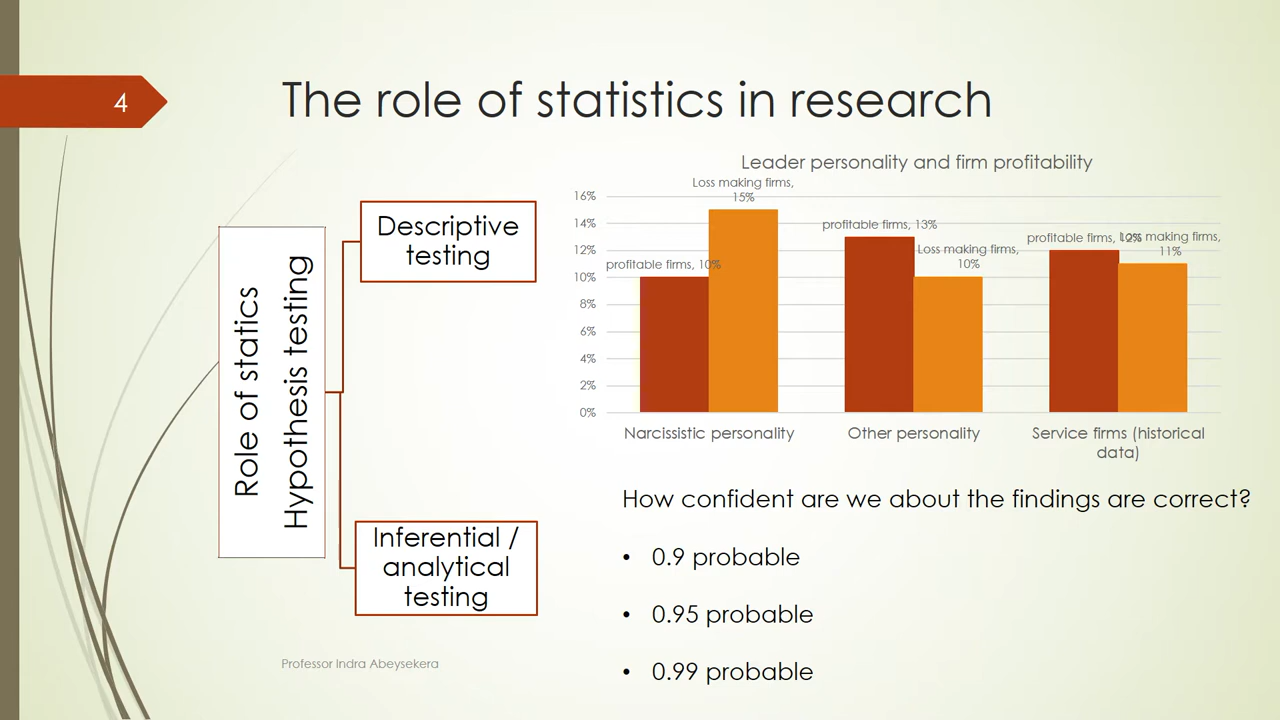 4
The role of statistics in research
Role of statics
Hypothesis testing
Descriptive
testing
Inferential /
analytical
testing
Leader personality and firm profitability
16%
14%
12%
10%
8%
6%
4%
2%
0%
profitable firms, 10%
Loss making firms,
15%
profitable firms, 13%
Loss making firms,
10%
profitable firms, 12%
Loss making firms,
11%
Narcissistic personality
Other personality
Service firms (historical
data)
How confident are we about the findings are correct?
• 0.9 probable
• 0.95 probable
• 0.99 probable
Professor Indra Abeysekera